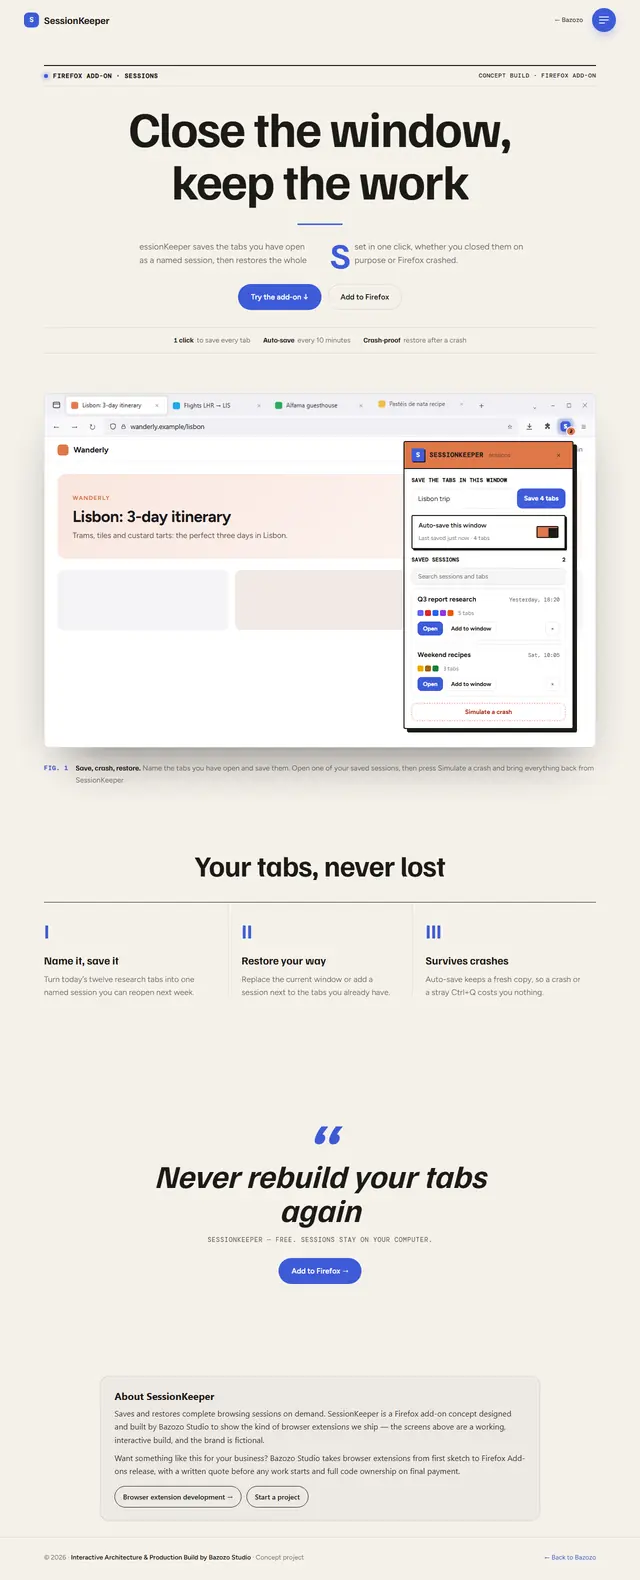 S SessionKeeper
← Bazozo
FIREFOX ADD-ON · SESSIONS
CONCEPT BUILD · FIREFOX ADD-ON
Close the window,
keep the work
essionKeeper saves the tabs you have open
as a named session, then restores the whole
S
set in one click, whether you closed them on
purpose or Firefox crashed.
Try the add-on ↓
Add to Firefox
1 click to save every tab
Auto-save every 10 minutes
Crash-proof restore after a crash
Lisbon: 3-day itinerary ×
Flights LHR → LIS ×
Alfama guesthouse ×
Pastéis de nata recipe ×
wanderly.example/lisbon
Wanderly
WANDERLY
Lisbon: 3-day itinerary
Trams, tiles and custard tarts: the perfect three days in Lisbon.
S SESSIONKEEPER
SAVE THE TABS IN THIS WINDOW
Lisbon trip
Save 4 tabs
Auto-save this window
Last saved just now · 4 tabs
SAVED SESSIONS 2
Search sessions and tabs
Q3 report research Yesterday, 16:20
5 tabs
Open Add to window ×
Weekend recipes Sat, 10:05
3 tabs
Open Add to window ×
Simulate a crash
FIG. 1 Save, crash, restore. Name the tabs you have open and save them. Open one of your saved sessions, then press Simulate a crash and bring everything back from
SessionKeeper
Your tabs, never lost
I
Name it, save it
Turn today's twelve research tabs into one
named session you can reopen next week
II
Restore your way
Replace the current window or add a
session next to the tabs you already have.
III
Survives crashes
Auto-save keeps a fresh copy, so a crash or
a stray Ctrl+Q costs you nothing.
“
Never rebuild your tabs
again
SESSIONKEEPER — FREE. SESSIONS STAY ON YOUR COMPUTER.
Add to Firefox →
About SessionKeeper
Saves and restores complete browsing sessions on demand. SessionKeeper is a Firefox add-on concept designed
and built by Bazozo Studio to show the kind of browser extensions we ship — the screens above are a working,
interactive build, and the brand is fictional.
Want something like this for your business? Bazozo Studio takes browser extensions from first sketch to Firefox Add-
ons release, with a written quote before any work starts and full code ownership on final payment.
Browser extension development →
Start a project
© 2026 · Interactive Architecture & Production Build by Bazozo Studio · Concept project
← Back to Bazozo